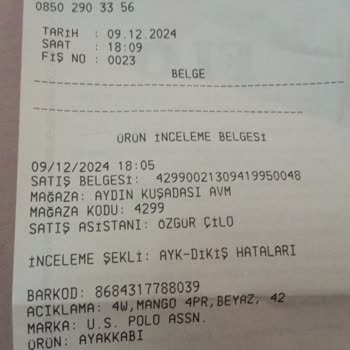 0850 290 33 56
TARİH : 09.12.2024
SAAT : 18:09
FİŞ NO : 0023
BELGE
ÜRÜN İNCELEME BELGESİ
09/12/2024 18:05
SATIŞ BELGESİ: 42990021309419950048
MAĞAZA: AYDIN KUŞADASI AVM
MAĞAZA KODU: 4299
SATIŞ ASİSTANI: ÖZGÜR ÇİLO
İNCELEME ŞEKLİ: AYK-DİKİŞ HATALARI
BARKOD: 8684317788039
AÇIKLAMA: 4W,MANGO 4PR,BEYAZ, 42
MARKA: U.S. POLO ASSN.
ÜRÜN: AYAKKABI